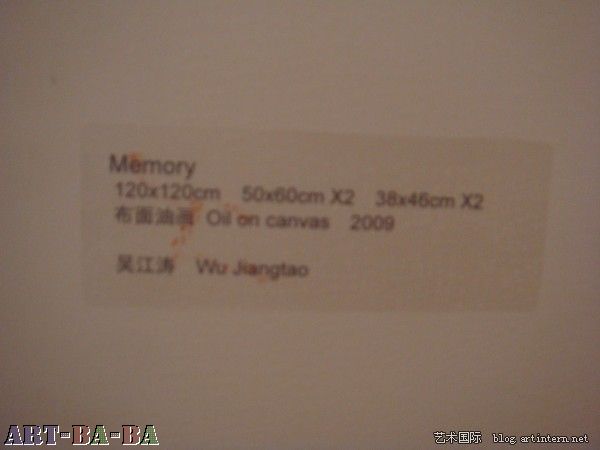 Memory
120x120cm 50x60cm X2 38x46cm X2
布面油画 Oil on canvas 2009
吴江涛 Wu Jiangtao
ART-BA-BA
艺术国际 blog.artintern.net